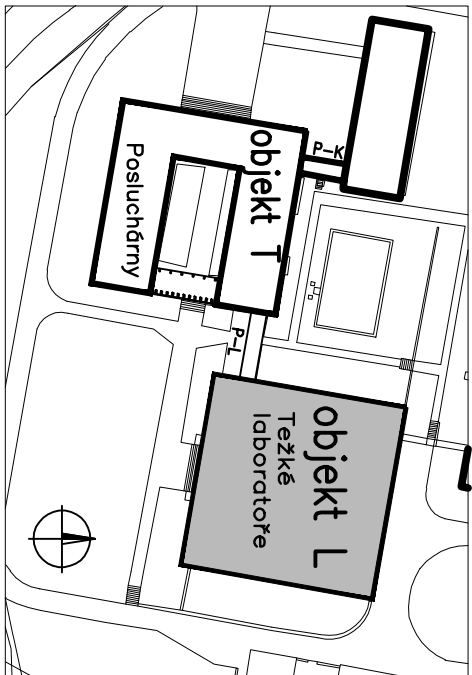 P-K
objekt T
Posluchárny
P-L
objekt L
Težké
laboratoře